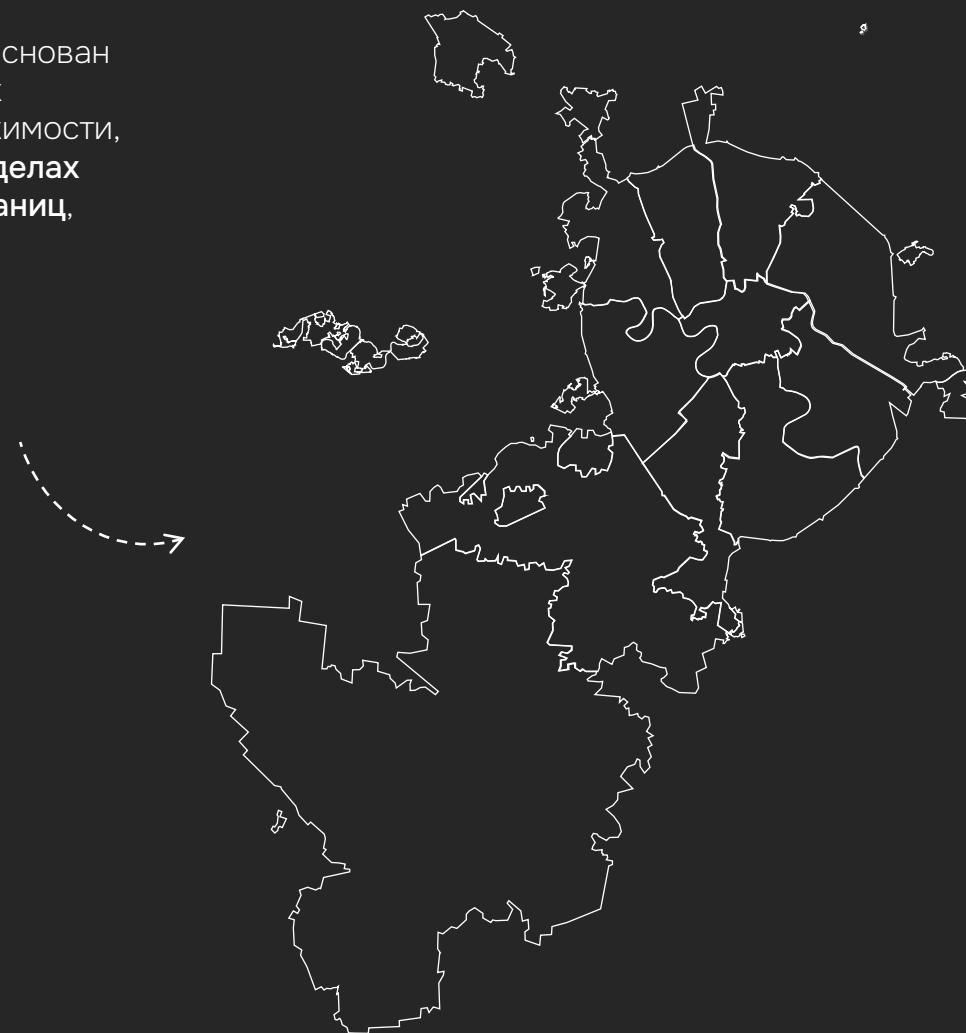 снован
х
имости,
делах
аниц,